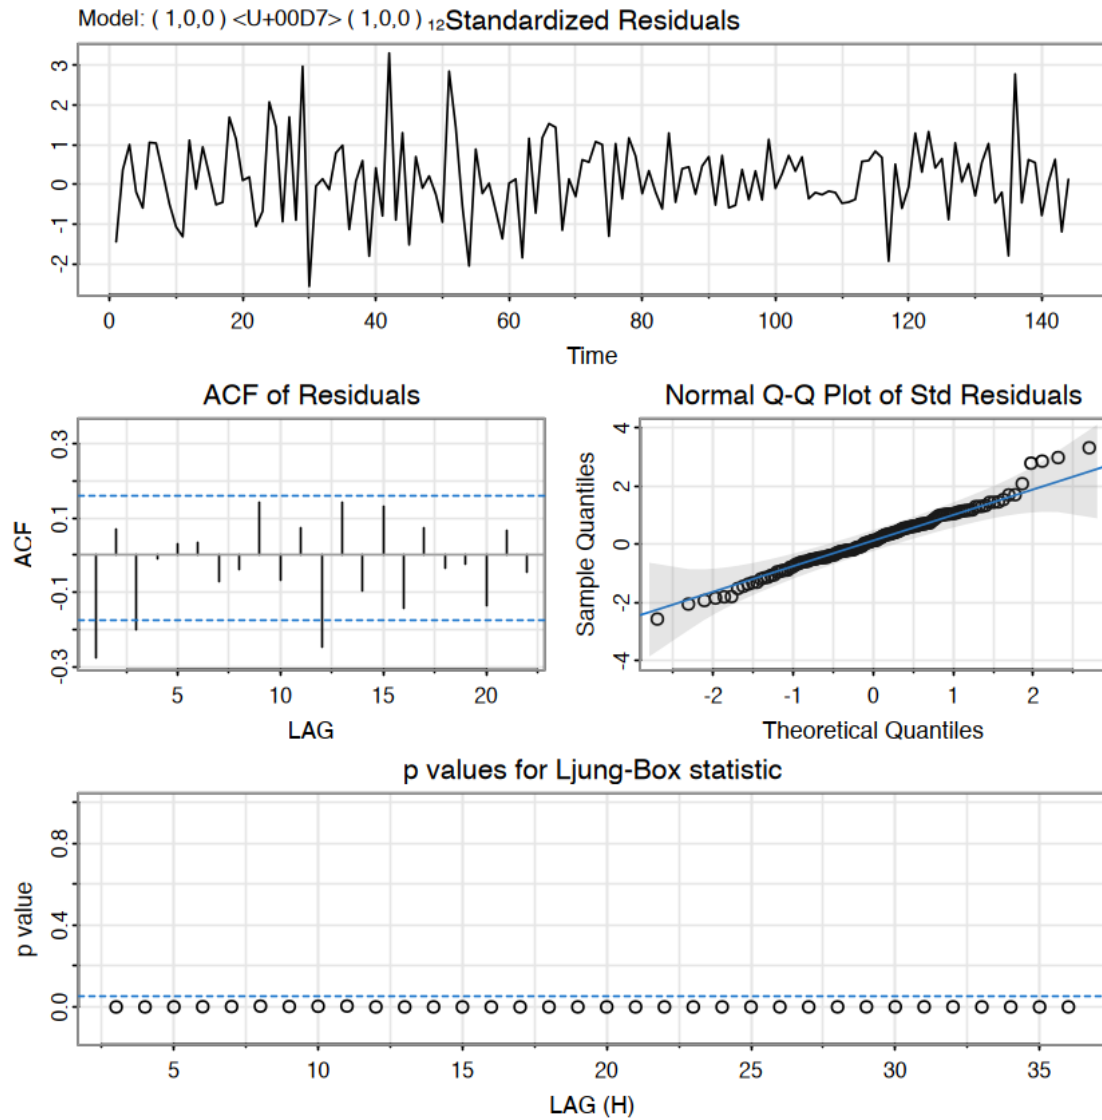 Model: ( 1,0,0 ) <U+00D7> ( 1,0,0 ) 12 Standardized Residuals
3
2
1
0
-1
-2
0 20 40 60 80 100 120 140
Time
ACF of Residuals
0.3
0.1
-0.1
-0.3
ACF
5 10 15 20
LAG
Normal Q-Q Plot of Std Residuals
4
2
0
-2
-4
Sample Quantiles
-2 -1 0 1 2
Theoretical Quantiles
p values for Ljung-Box statistic
0.8
0.4
0.0
p value
5 10 15 20 25 30 35
LAG (H)